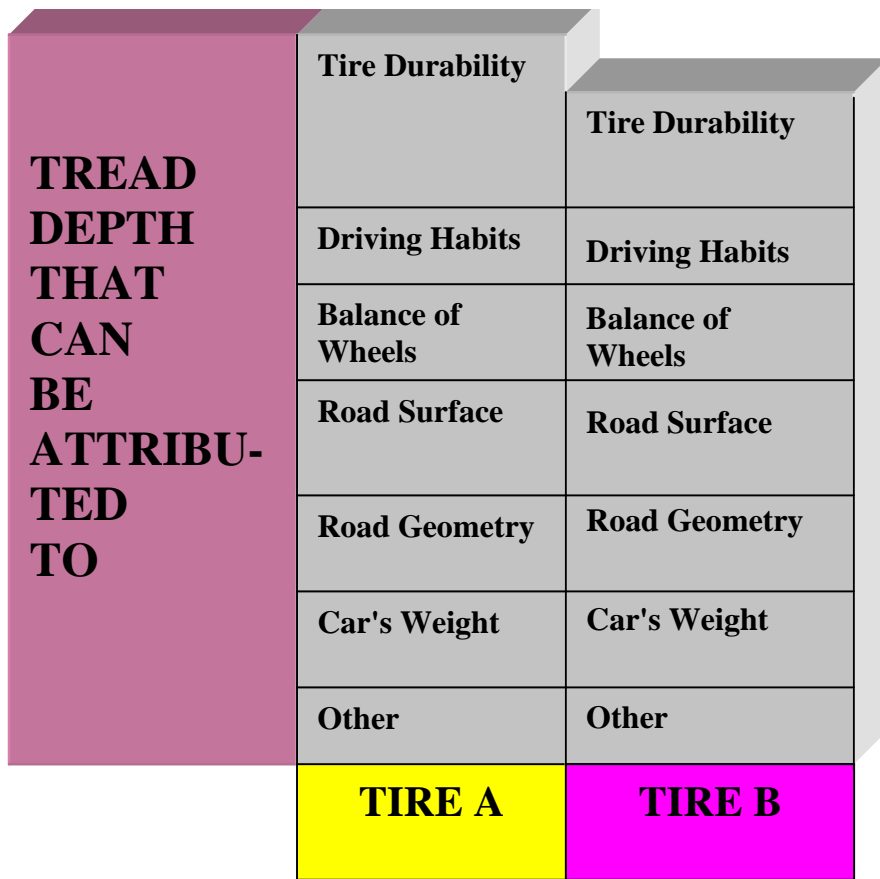 TREAD
DEPTH
THAT
CAN
BE
ATTRIBU-
TED
TO
Tire Durability
Driving Habits
Balance of
Wheels
Road Surface
Road Geometry
Car's Weight
Other
TIRE A
Tire Durability
Driving Habits
Balance of
Wheels
Road Surface
Road Geometry
Car's Weight
Other
TIRE B